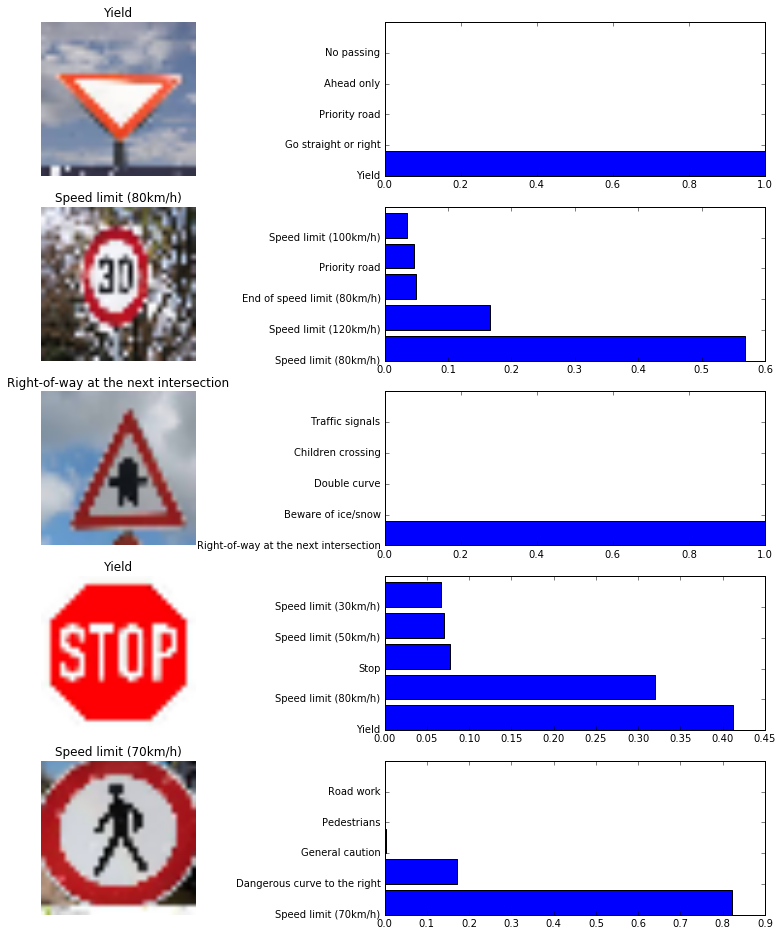 Yield
No passing
Ahead only
Priority road
Go straight or right
Yield
0.0 0.2 0.4 0.6 0.8 1.0
Speed limit (80km/h)
30
Speed limit (100km/h)
Priority road
End of speed limit (80km/h)
Speed limit (120km/h)
Speed limit (80km/h)
0.0 0.1 0.2 0.3 0.4 0.5 0.6
Right-of-way at the next intersection
Traffic signals
Children crossing
Double curve
Beware of ice/snow
Right-of-way at the next intersection
0.0 0.2 0.4 0.6 0.8 1.0
Yield
STOP
Speed limit (30km/h)
Speed limit (50km/h)
Stop
Speed limit (80km/h)
Yield
0.00 0.05 0.10 0.15 0.20 0.25 0.30 0.35 0.40 0.45
Speed limit (70km/h)
Road work
Pedestrians
General caution
Dangerous curve to the right
Speed limit (70km/h)
0.0 0.1 0.2 0.3 0.4 0.5 0.6 0.7 0.8 0.9